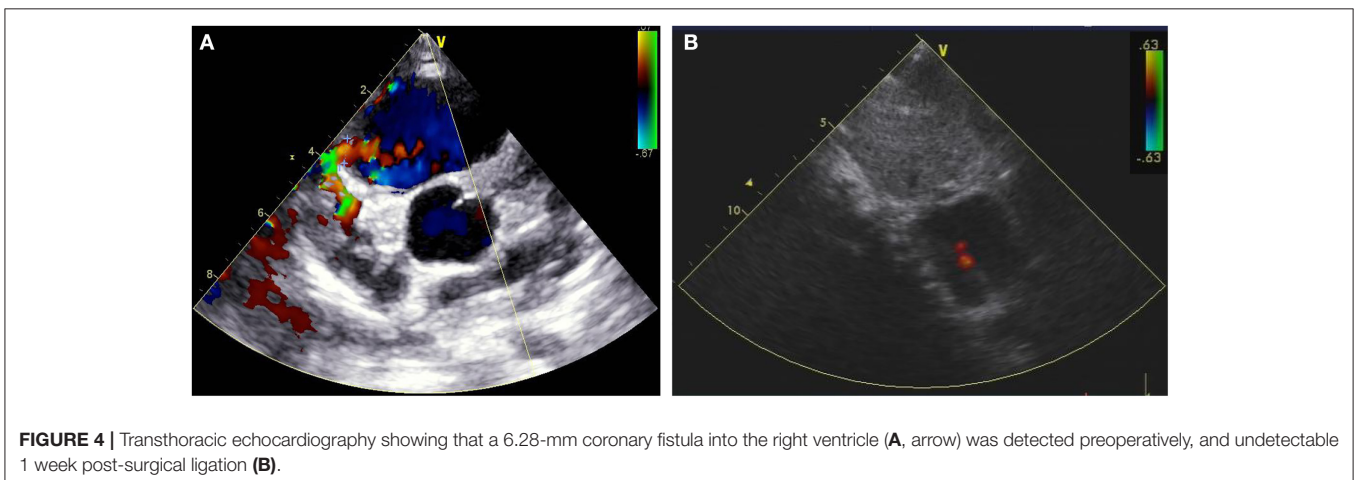 A
V
.67
-.67
2
4
6
8
B
V
.63
-.63
5
10
FIGURE 4 | Transthoracic echocardiography showing that a 6.28-mm coronary fistula into the right ventricle (A, arrow) was detected preoperatively, and undetectable
1 week post-surgical ligation (B).